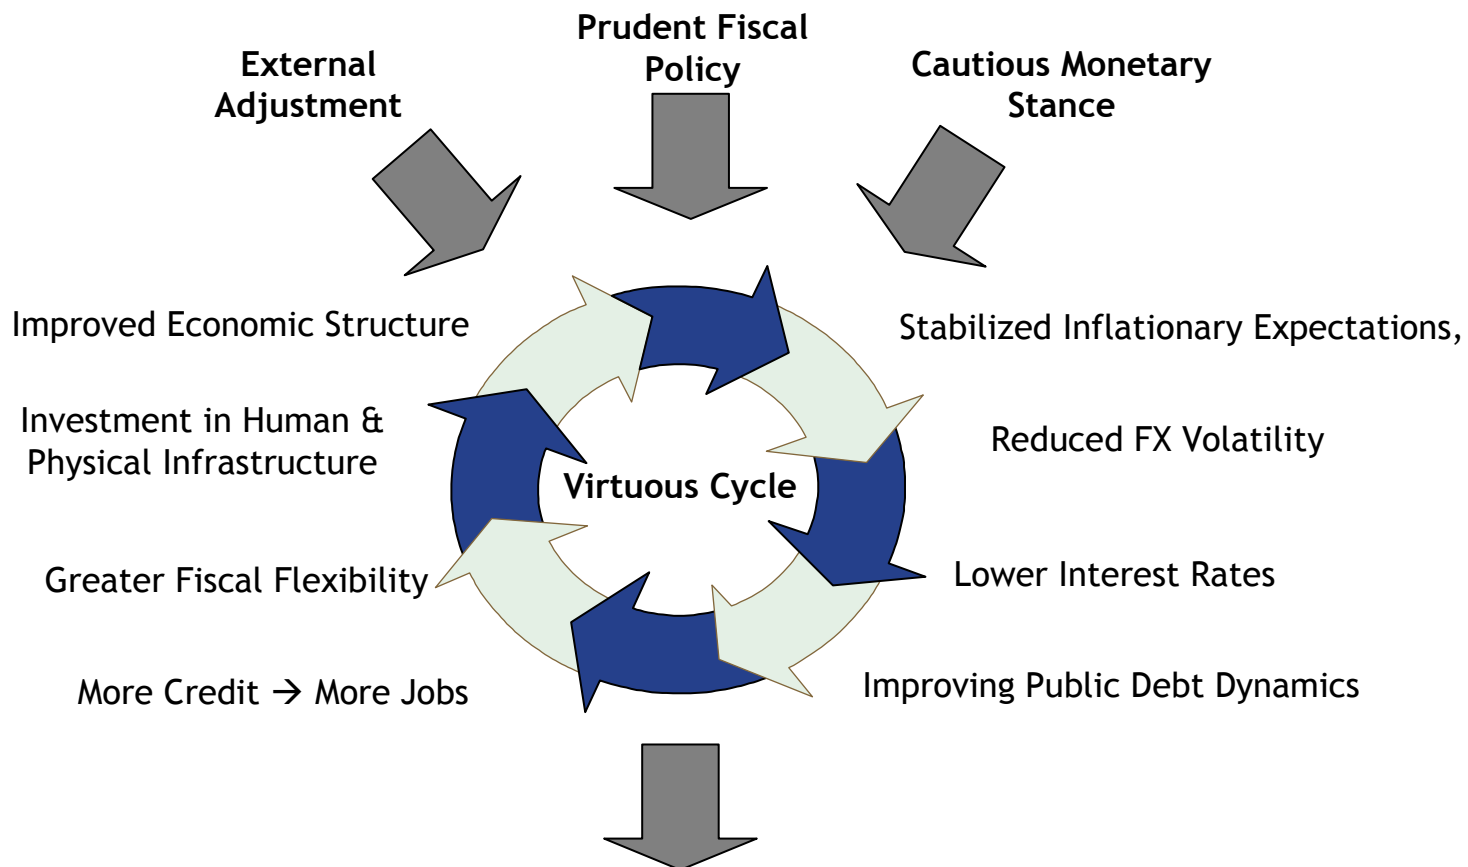 Prudent Fiscal
Policy
External
Adjustment
Cautious Monetary
Stance
Improved Economic Structure
Stabilized Inflationary Expectations,
Investment in Human &
Physical Infrastructure
Reduced FX Volatility
Virtuous Cycle
Greater Fiscal Flexibility
Lower Interest Rates
More Credit → More Jobs
Improving Public Debt Dynamics